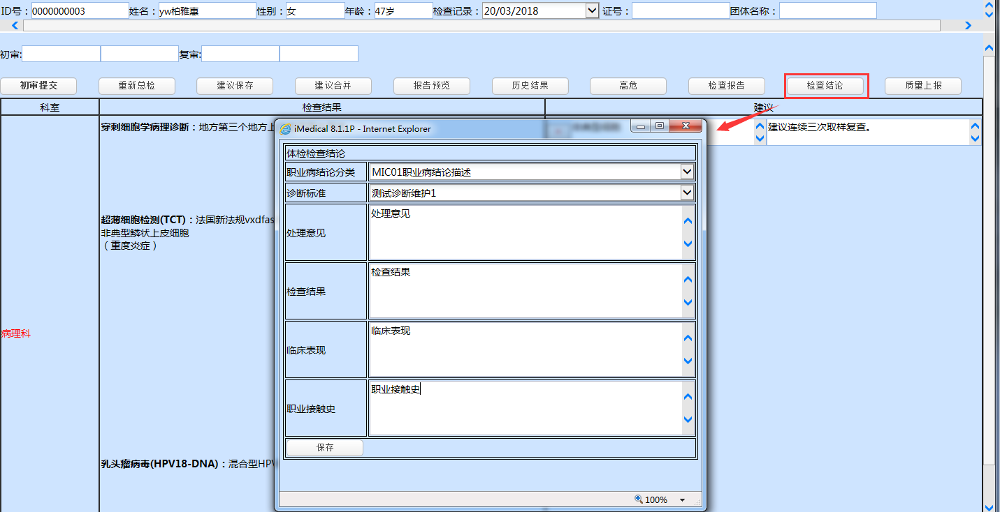 ID号：0000000003 姓名：yw柏雅惠 性别：女 年龄：47岁 检查记录：20/03/2018 证号： 团体名称：
初审: 复审:
初审提交 重新总检 建议保存 建议合并 报告预览 历史结果 高危 检查报告 检查结论 质量上报
科室 检查结果 建议
穿刺细胞学病理诊断：地方第三个地方上
建议连续三次取样复查。
iMedical 8.1.1P - Internet Explorer
体检检查结论
职业病结论分类 MIC01职业病结论描述
诊断标准 测试诊断维护1
处理意见 处理意见
检查结果 检查结果
临床表现 临床表现
职业接触史 职业接触史
保存
100%
超薄细胞检测(TCT)：法国新法规vxdfas
非典型鳞状上皮细胞
（重度炎症）
病理科
乳头瘤病毒(HPV18-DNA)：混合型HPV